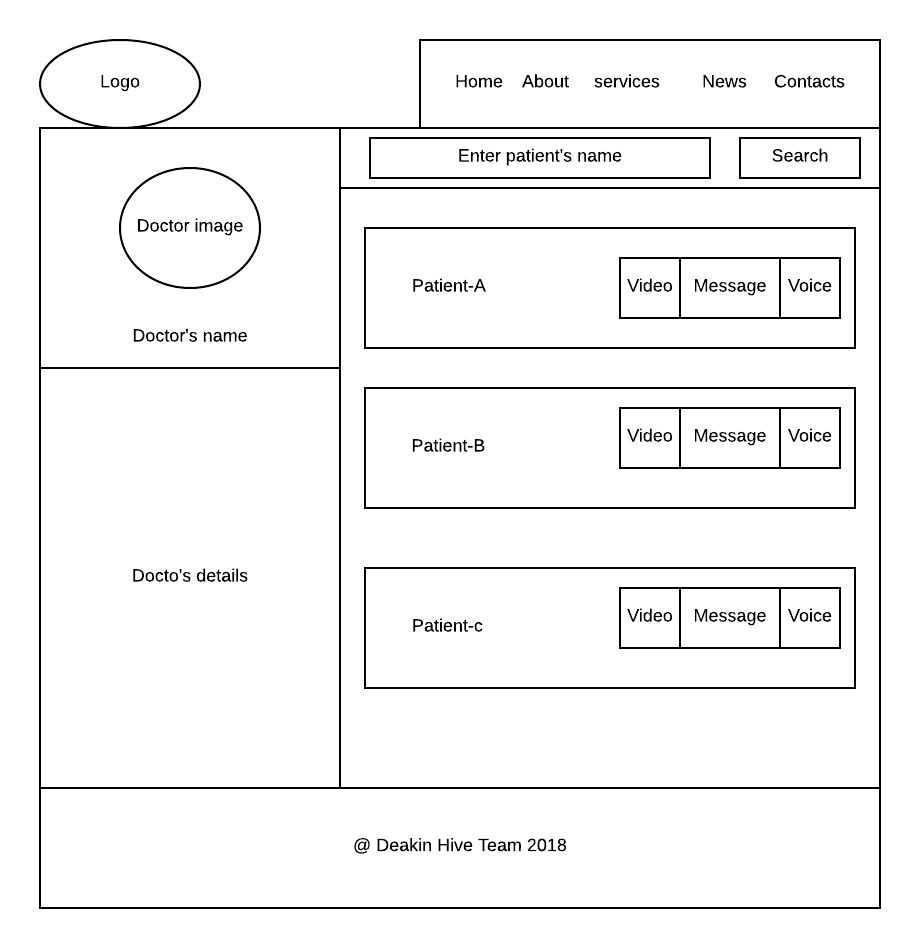 Logo
Home About services News Contacts
Enter patient's name
Search
Doctor image
Doctor's name
Docto's details
Patient-A
Video Message Voice
Patient-B
Video Message Voice
Patient-c
Video Message Voice
@ Deakin Hive Team 2018